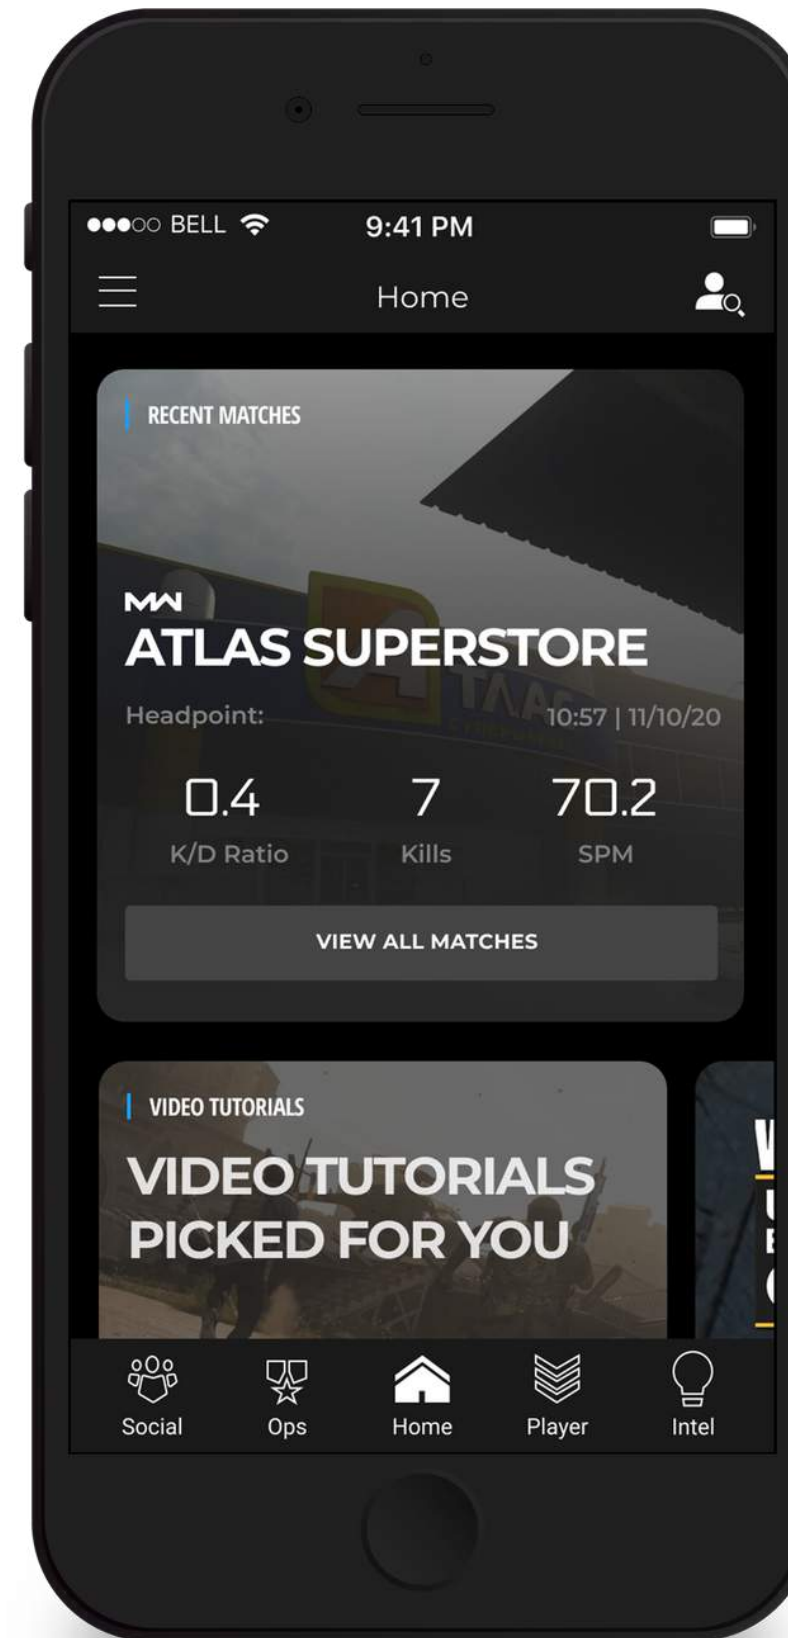 BELL 9:41 PM
Home
RECENT MATCHES
MW
ATLAS SUPERSTORE
Headpoint: 10:57 | 11/10/20
0.4 7 70.2
K/D Ratio Kills SPM
VIEW ALL MATCHES
VIDEO TUTORIALS
VIDEO TUTORIALS
PICKED FOR YOU
Social Ops Home Player Intel